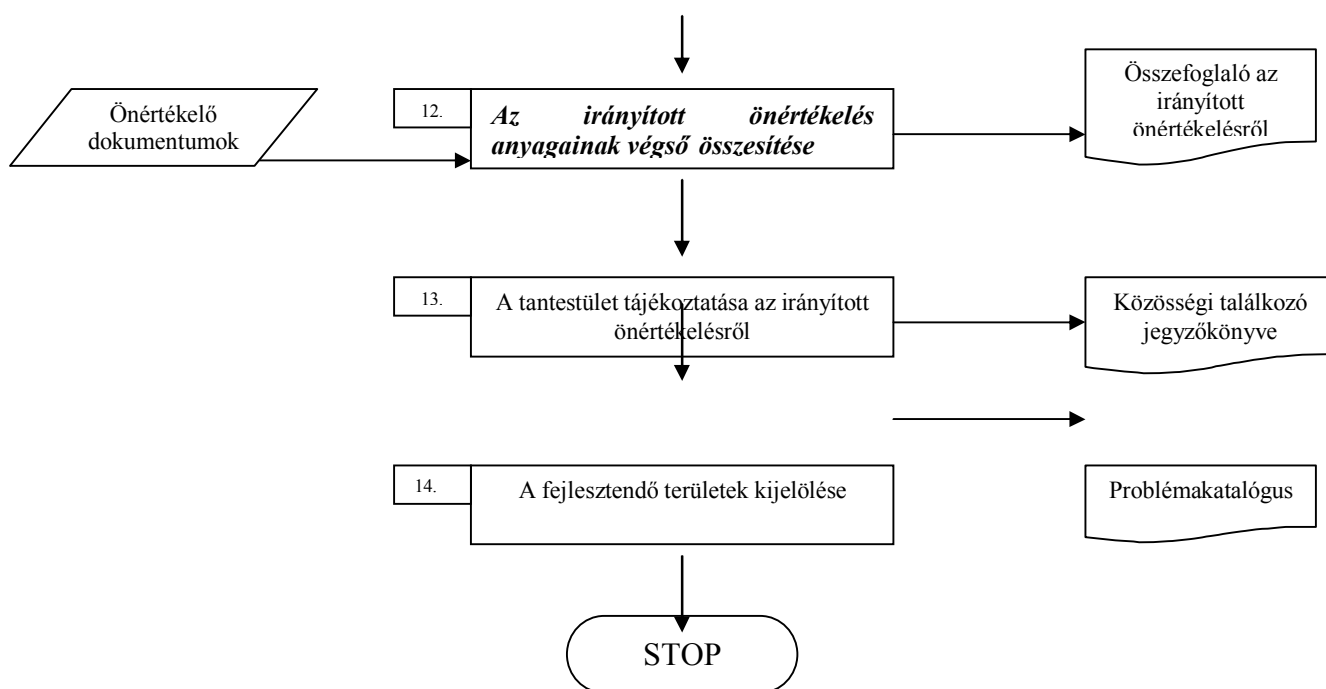 Önértékelő
dokumentumok
12.
Az irányított önértékelés
anyagainak végső összesítése
Összefoglaló az
irányított
önértékelésről
13.
A tantestület tájékoztatása az irányított
önértékelésről
Közösségi találkozó
jegyzőkönyve
14.
A fejlesztendő területek kijelölése
Problémakatalógus
STOP